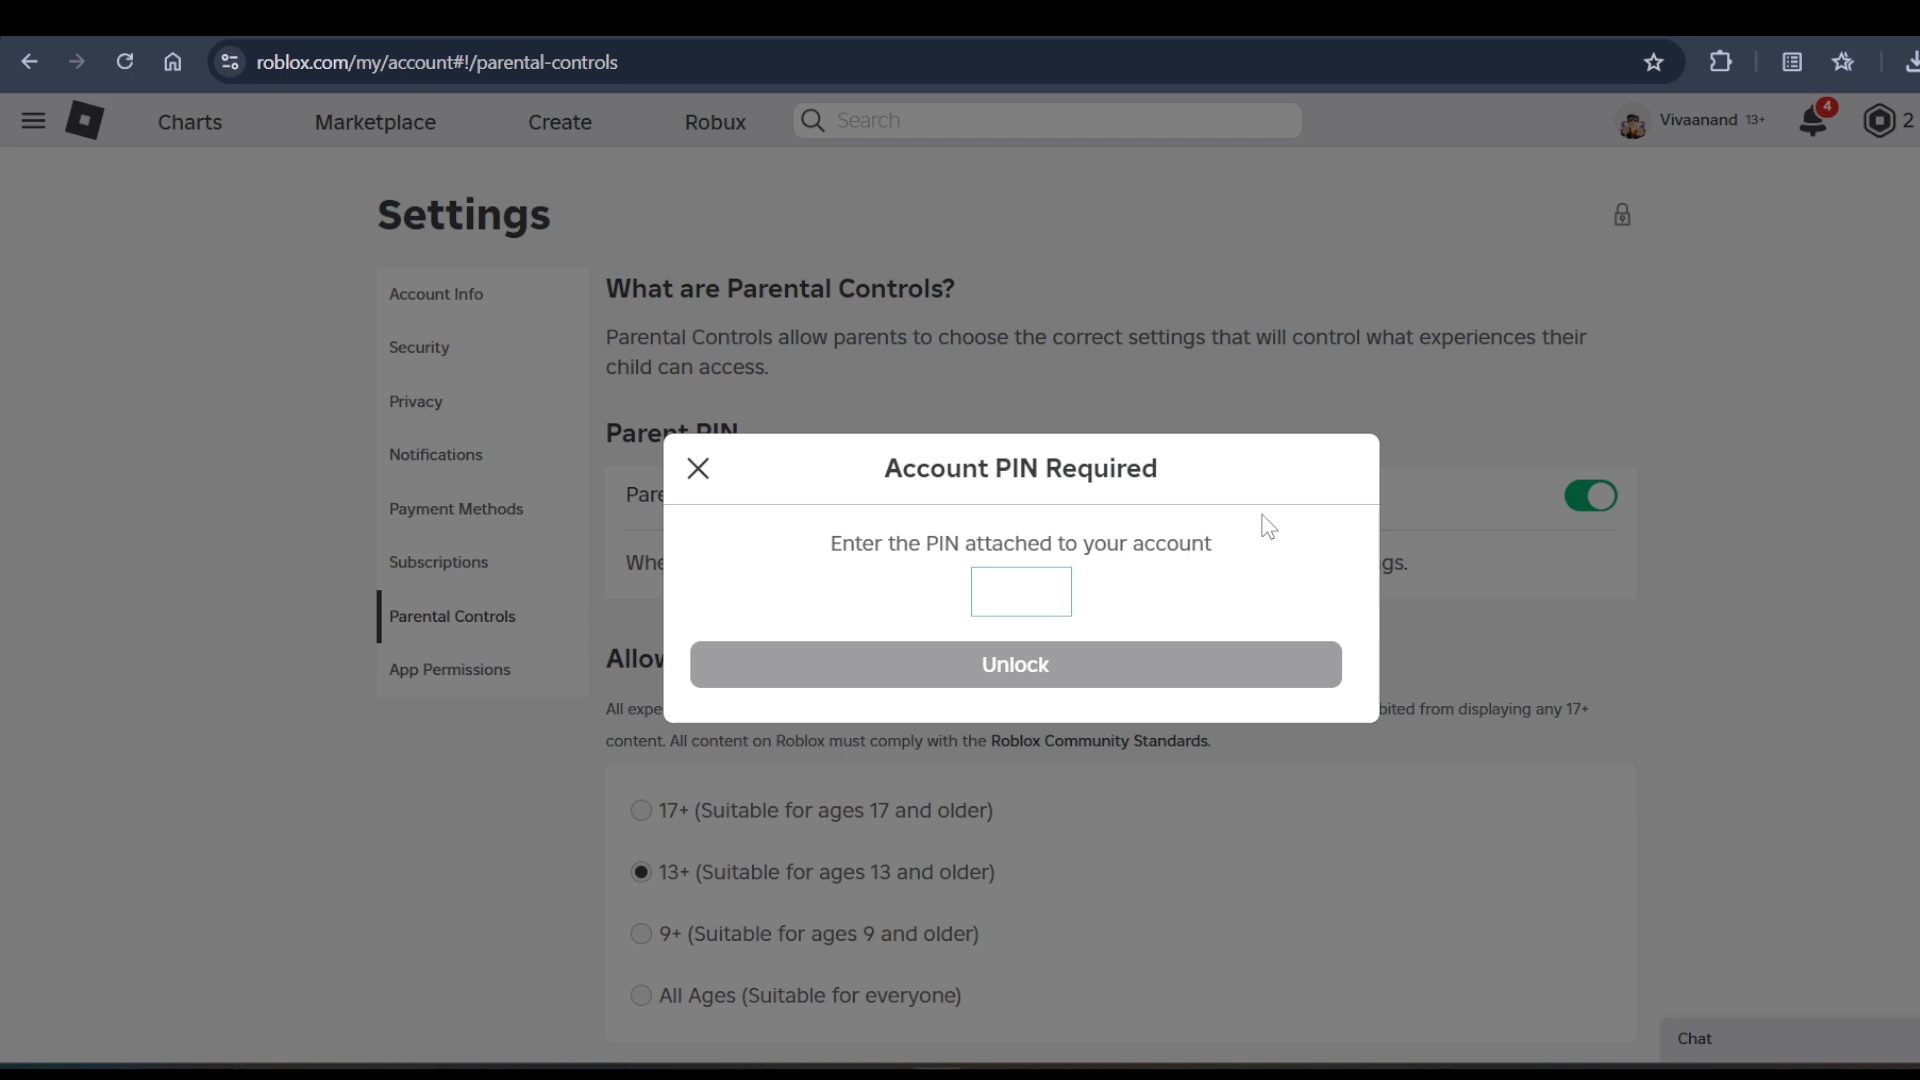 roblox.com/my/account#!/parental-controls
Charts
Marketplace
Create
Robux
Search
Vivaanand 13+
4
2
Settings
Account Info
Security
Privacy
Notifications
Payment Methods
Subscriptions
Parental Controls
App Permissions
What are Parental Controls?
Parental Controls allow parents to choose the correct settings that will control what experiences their
child can access.
Parent PIN
Account PIN Required
Enter the PIN attached to your account
Unlock
content. All content on Roblox must comply with the Roblox Community Standards.
All expe
bited from displaying any 17+
17+ (Suitable for ages 17 and older)
13+ (Suitable for ages 13 and older)
9+ (Suitable for ages 9 and older)
All Ages (Suitable for everyone)
Chat